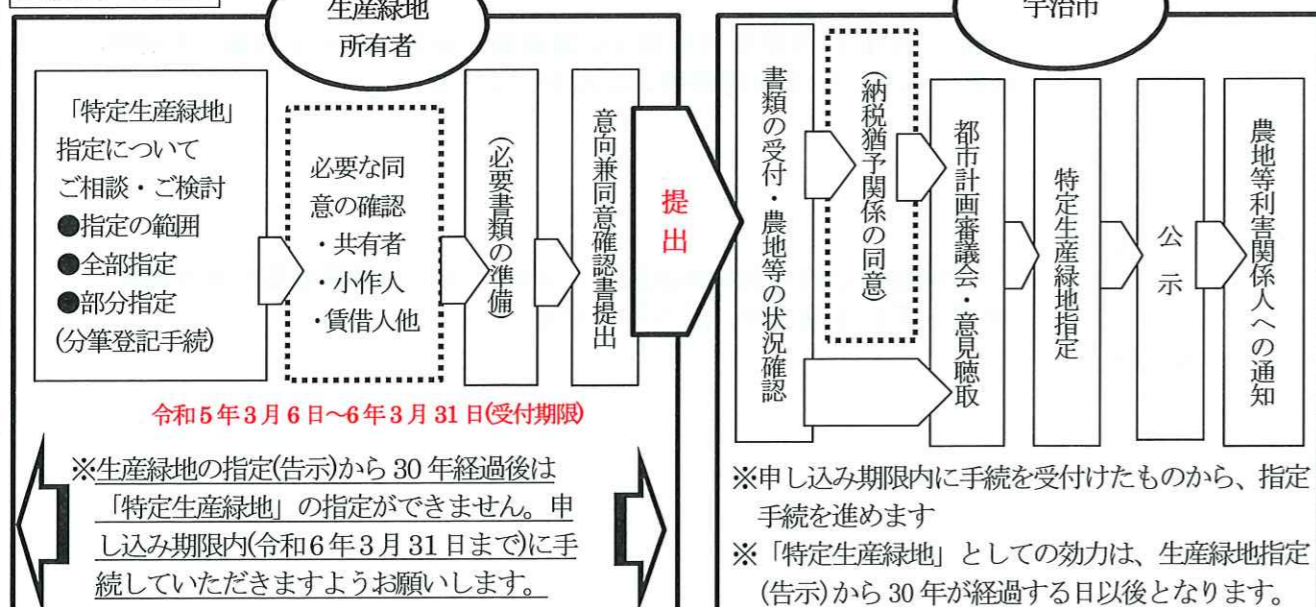 生産緑地
所有者
「特定生産緑地」
指定について
ご相談・ご検討
●指定の範囲
●全部指定
●部分指定
(分筆登記手続)
必要な同
意の確認
・共有者
・小作人
・賃借人他
(必要書類の準備)
意向兼同意確認書提出
提出
令和5年3月6日～6年3月31日(受付期限)
※生産緑地の指定(告示)から30年経過後は
「特定生産緑地」の指定ができません。申
し込み期限内(令和6年3月31日まで)に手
続していただきますようお願いします。
宇治市
書類の受付・農地等の状況確認
(納税猶予関係の同意)
都市計画審議会・意見聴取
特定生産緑地指定
公示
農地等利害関係人への通知
※申し込み期限内に手続を受付けたものから、指定
手続を進めます
※「特定生産緑地」としての効力は、生産緑地指定
(告示)から30年が経過する日以後となります。